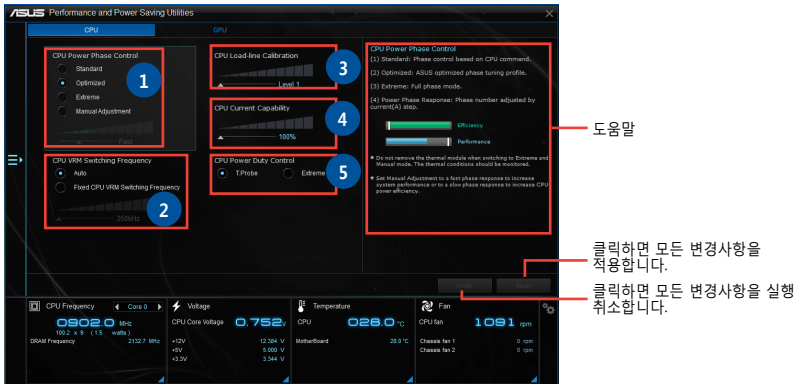 ASUS Performance and Power Saving Utilities
CPU
GPU
CPU Power Phase Control
Standard
Optimized
Extreme
Manual Adjustment
Fast
1
CPU VRM Switching Frequency
Auto
Fixed CPU VRM Switching Frequency
250kHz
2
CPU Load-line Calibration
Level 1
3
CPU Current Capability
100%
4
CPU Power Duty Control
T.Probe
Extreme
5
CPU Power Phase Control
(1) Standard: Phase control based on CPU command.
(2) Optimized: ASUS optimized phase tuning profile.
(3) Extreme: Full phase mode.
(4) Power Phase Response: Phase number adjusted by
current(A) step.
Efficiency
Performance
★ Do not remove the thermal module when switching to Extreme and
Manual mode. The thermal conditions should be monitored.
★ Set Manual Adjustment to a fast phase response to increase
system performance or to a slow phase response to increase CPU
power efficiency.
도움말
Undo
Apply
클릭하면 모든 변경사항을
적용합니다.
클릭하면 모든 변경사항을 실행
취소합니다.
CPU Frequency
Core 0
0902.0 MHz
100.2 x 9 ( 1.5 watts )
DRAM Frequency 2132.7 MHz
Voltage
CPU Core Voltage 0.752 v
+12V 12.384 V
+5V 5.000 V
+3.3V 3.344 V
Temperature
CPU 028.0 °C
MotherBoard 28.0 °C
Fan
CPU fan 1091 rpm
Chassis fan 1 0 rpm
Chassis fan 2 0 rpm